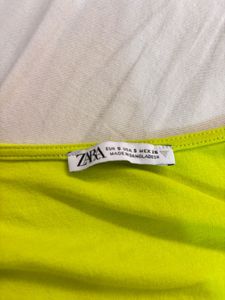 ZARA
EUR S USA S MEX 26
MADE IN BANGLADESH